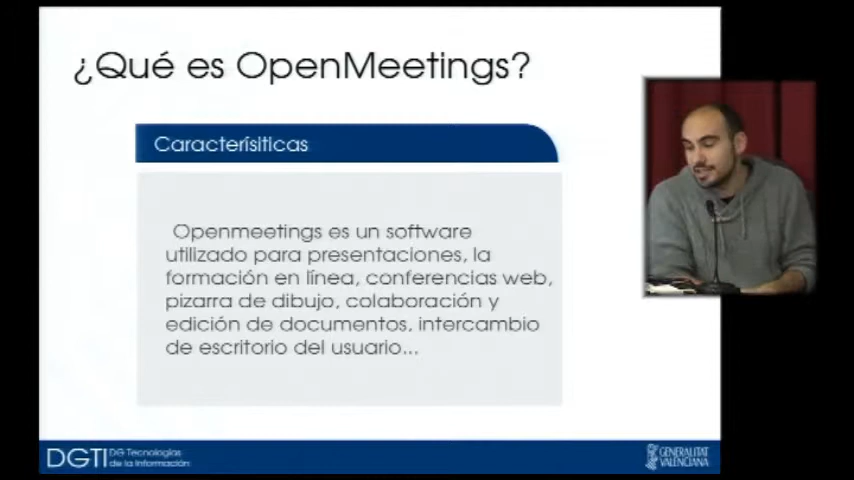 ¿Qué es OpenMeetings?
Caracterísiticas
Openmeetings es un software
utilizado para presentaciones, la
formación en línea, conferencias web,
pizarra de dibujo, colaboración y
edición de documentos, intercambio
de escritorio del usuario...
DGTI DG Tecnologías
de la Información
GENERALITAT
VALENCIANA